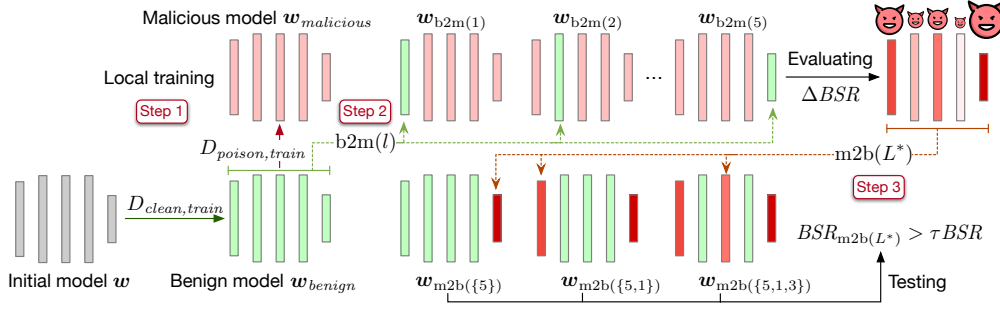 Malicious model w_malicious
w_b2m(1)
w_b2m(2)
w_b2m(5)
Local training
Step 1
Step 2
...
Evaluating
ΔBSR
D_poison,train
b2m(l)
m2b(L*)
Step 3
D_clean,train
BSR_m2b(L*) > τBSR
Initial model w
Benign model w_benign
w_m2b({5})
w_m2b({5,1})
w_m2b({5,1,3})
Testing